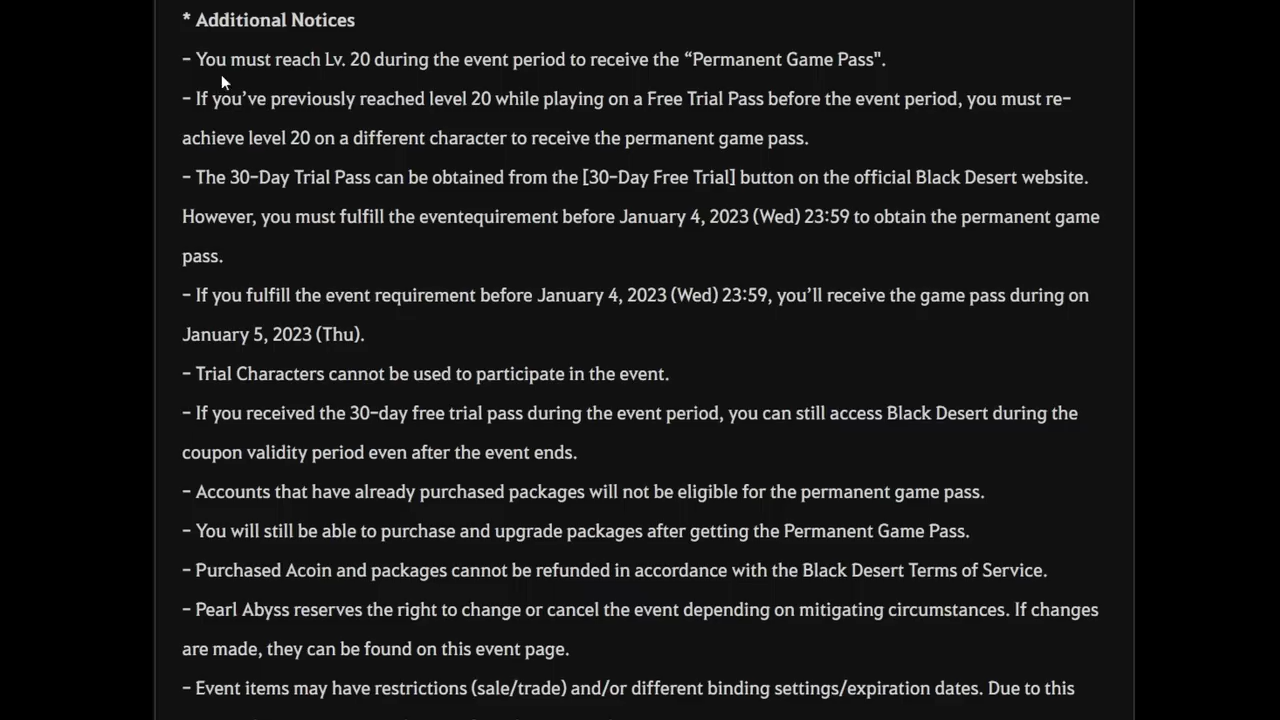 * Additional Notices
- You must reach Lv. 20 during the event period to receive the “Permanent Game Pass".
- If you’ve previously reached level 20 while playing on a Free Trial Pass before the event period, you must re-
achieve level 20 on a different character to receive the permanent game pass.
- The 30-Day Trial Pass can be obtained from the [30-Day Free Trial] button on the official Black Desert website.
However, you must fulfill the eventequirement before January 4, 2023 (Wed) 23:59 to obtain the permanent game
pass.
- If you fulfill the event requirement before January 4, 2023 (Wed) 23:59, you’ll receive the game pass during on
January 5, 2023 (Thu).
- Trial Characters cannot be used to participate in the event.
- If you received the 30-day free trial pass during the event period, you can still access Black Desert during the
coupon validity period even after the event ends.
- Accounts that have already purchased packages will not be eligible for the permanent game pass.
- You will still be able to purchase and upgrade packages after getting the Permanent Game Pass.
- Purchased Acoin and packages cannot be refunded in accordance with the Black Desert Terms of Service.
- Pearl Abyss reserves the right to change or cancel the event depending on mitigating circumstances. If changes
are made, they can be found on this event page.
- Event items may have restrictions (sale/trade) and/or different binding settings/expiration dates. Due to this